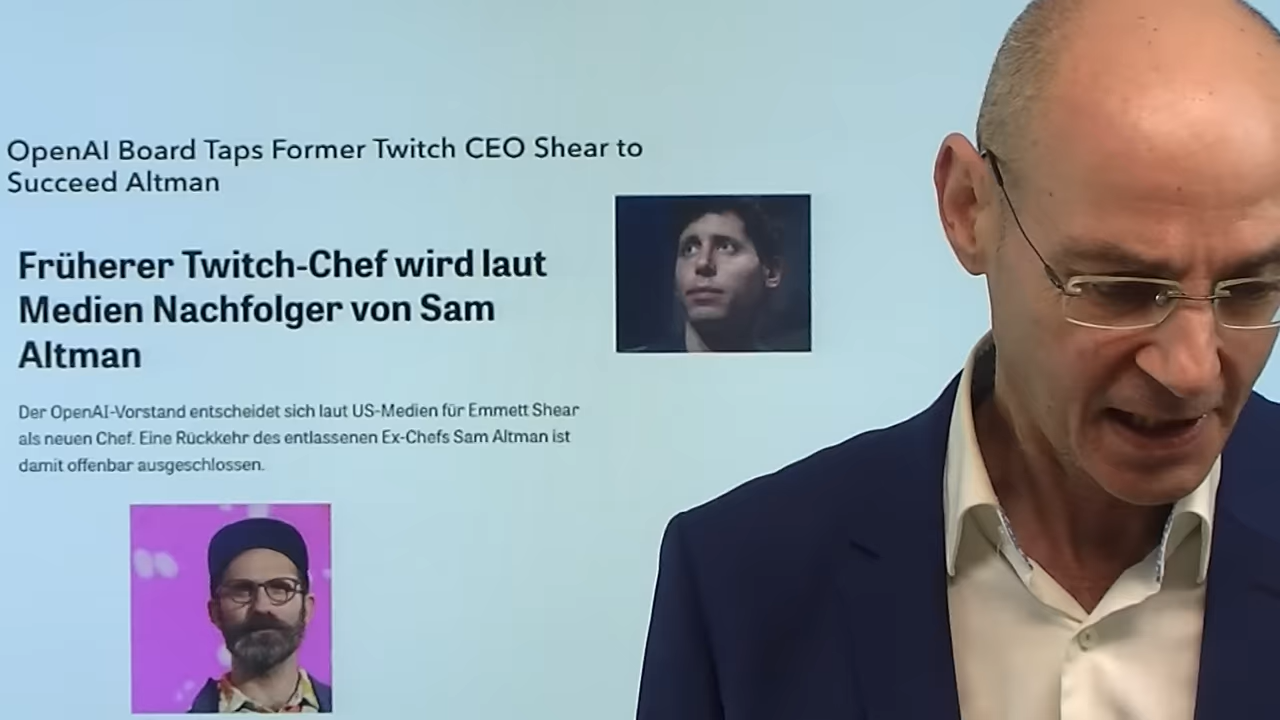 OpenAI Board Taps Former Twitch CEO Shear to
Succeed Altman
Früherer Twitch-Chef wird laut
Medien Nachfolger von Sam
Altman
Der OpenAI-Vorstand entscheidet sich laut US-Medien für Emmett Shear
als neuen Chef. Eine Rückkehr des entlassenen Ex-Chefs Sam Altman ist
damit offenbar ausgeschlossen.